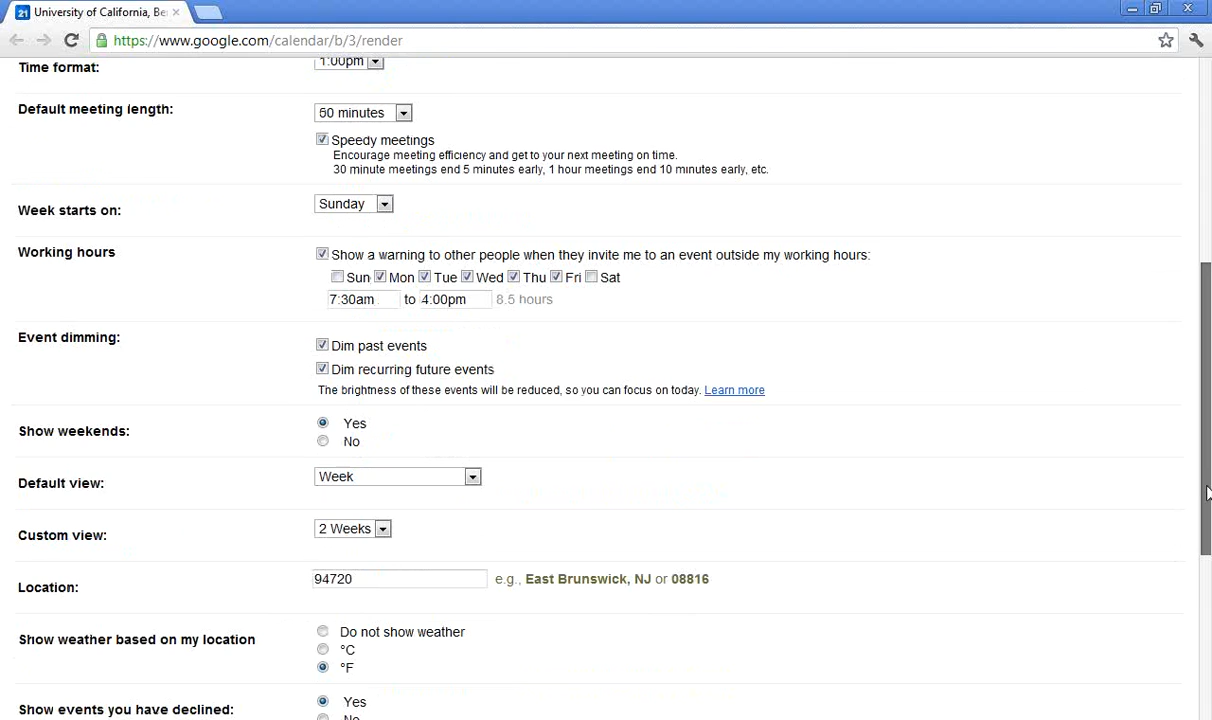 21 University of California, Be
https://www.google.com/calendar/b/3/render
Time format:
1:00pm
Default meeting length:
60 minutes
Speedy meetings
Encourage meeting efficiency and get to your next meeting on time.
30 minute meetings end 5 minutes early, 1 hour meetings end 10 minutes early, etc.
Week starts on:
Sunday
Working hours
Show a warning to other people when they invite me to an event outside my working hours:
Sun Mon Tue Wed Thu Fri Sat
7:30am to 4:00pm 8.5 hours
Event dimming:
Dim past events
Dim recurring future events
The brightness of these events will be reduced, so you can focus on today. Learn more
Show weekends:
Yes
No
Default view:
Week
Custom view:
2 Weeks
Location:
94720 e.g., East Brunswick, NJ or 08816
Show weather based on my location
Do not show weather
°C
°F
Show events you have declined:
Yes
No